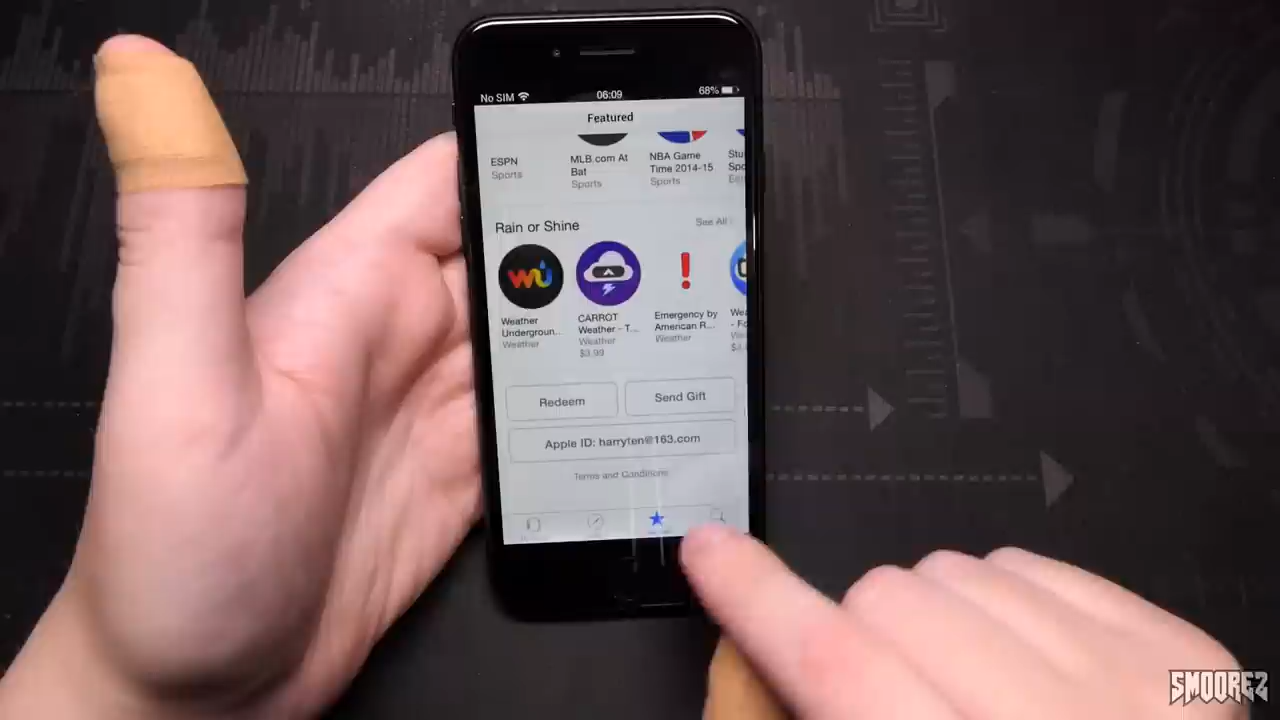 No SIM 06:09 68%
Featured
ESPN
Sports
MLB.com At
Bat
Sports
NBA Game
Time 2014-15
Sports
Rain or Shine
See All
Weather
Undergroun...
Weather
CARROT
Weather - T...
Weather
$3.99
Emergency by
American R...
Weather
Redeem
Send Gift
Apple ID: harryten@163.com
Terms and Conditions
SMOOREZ